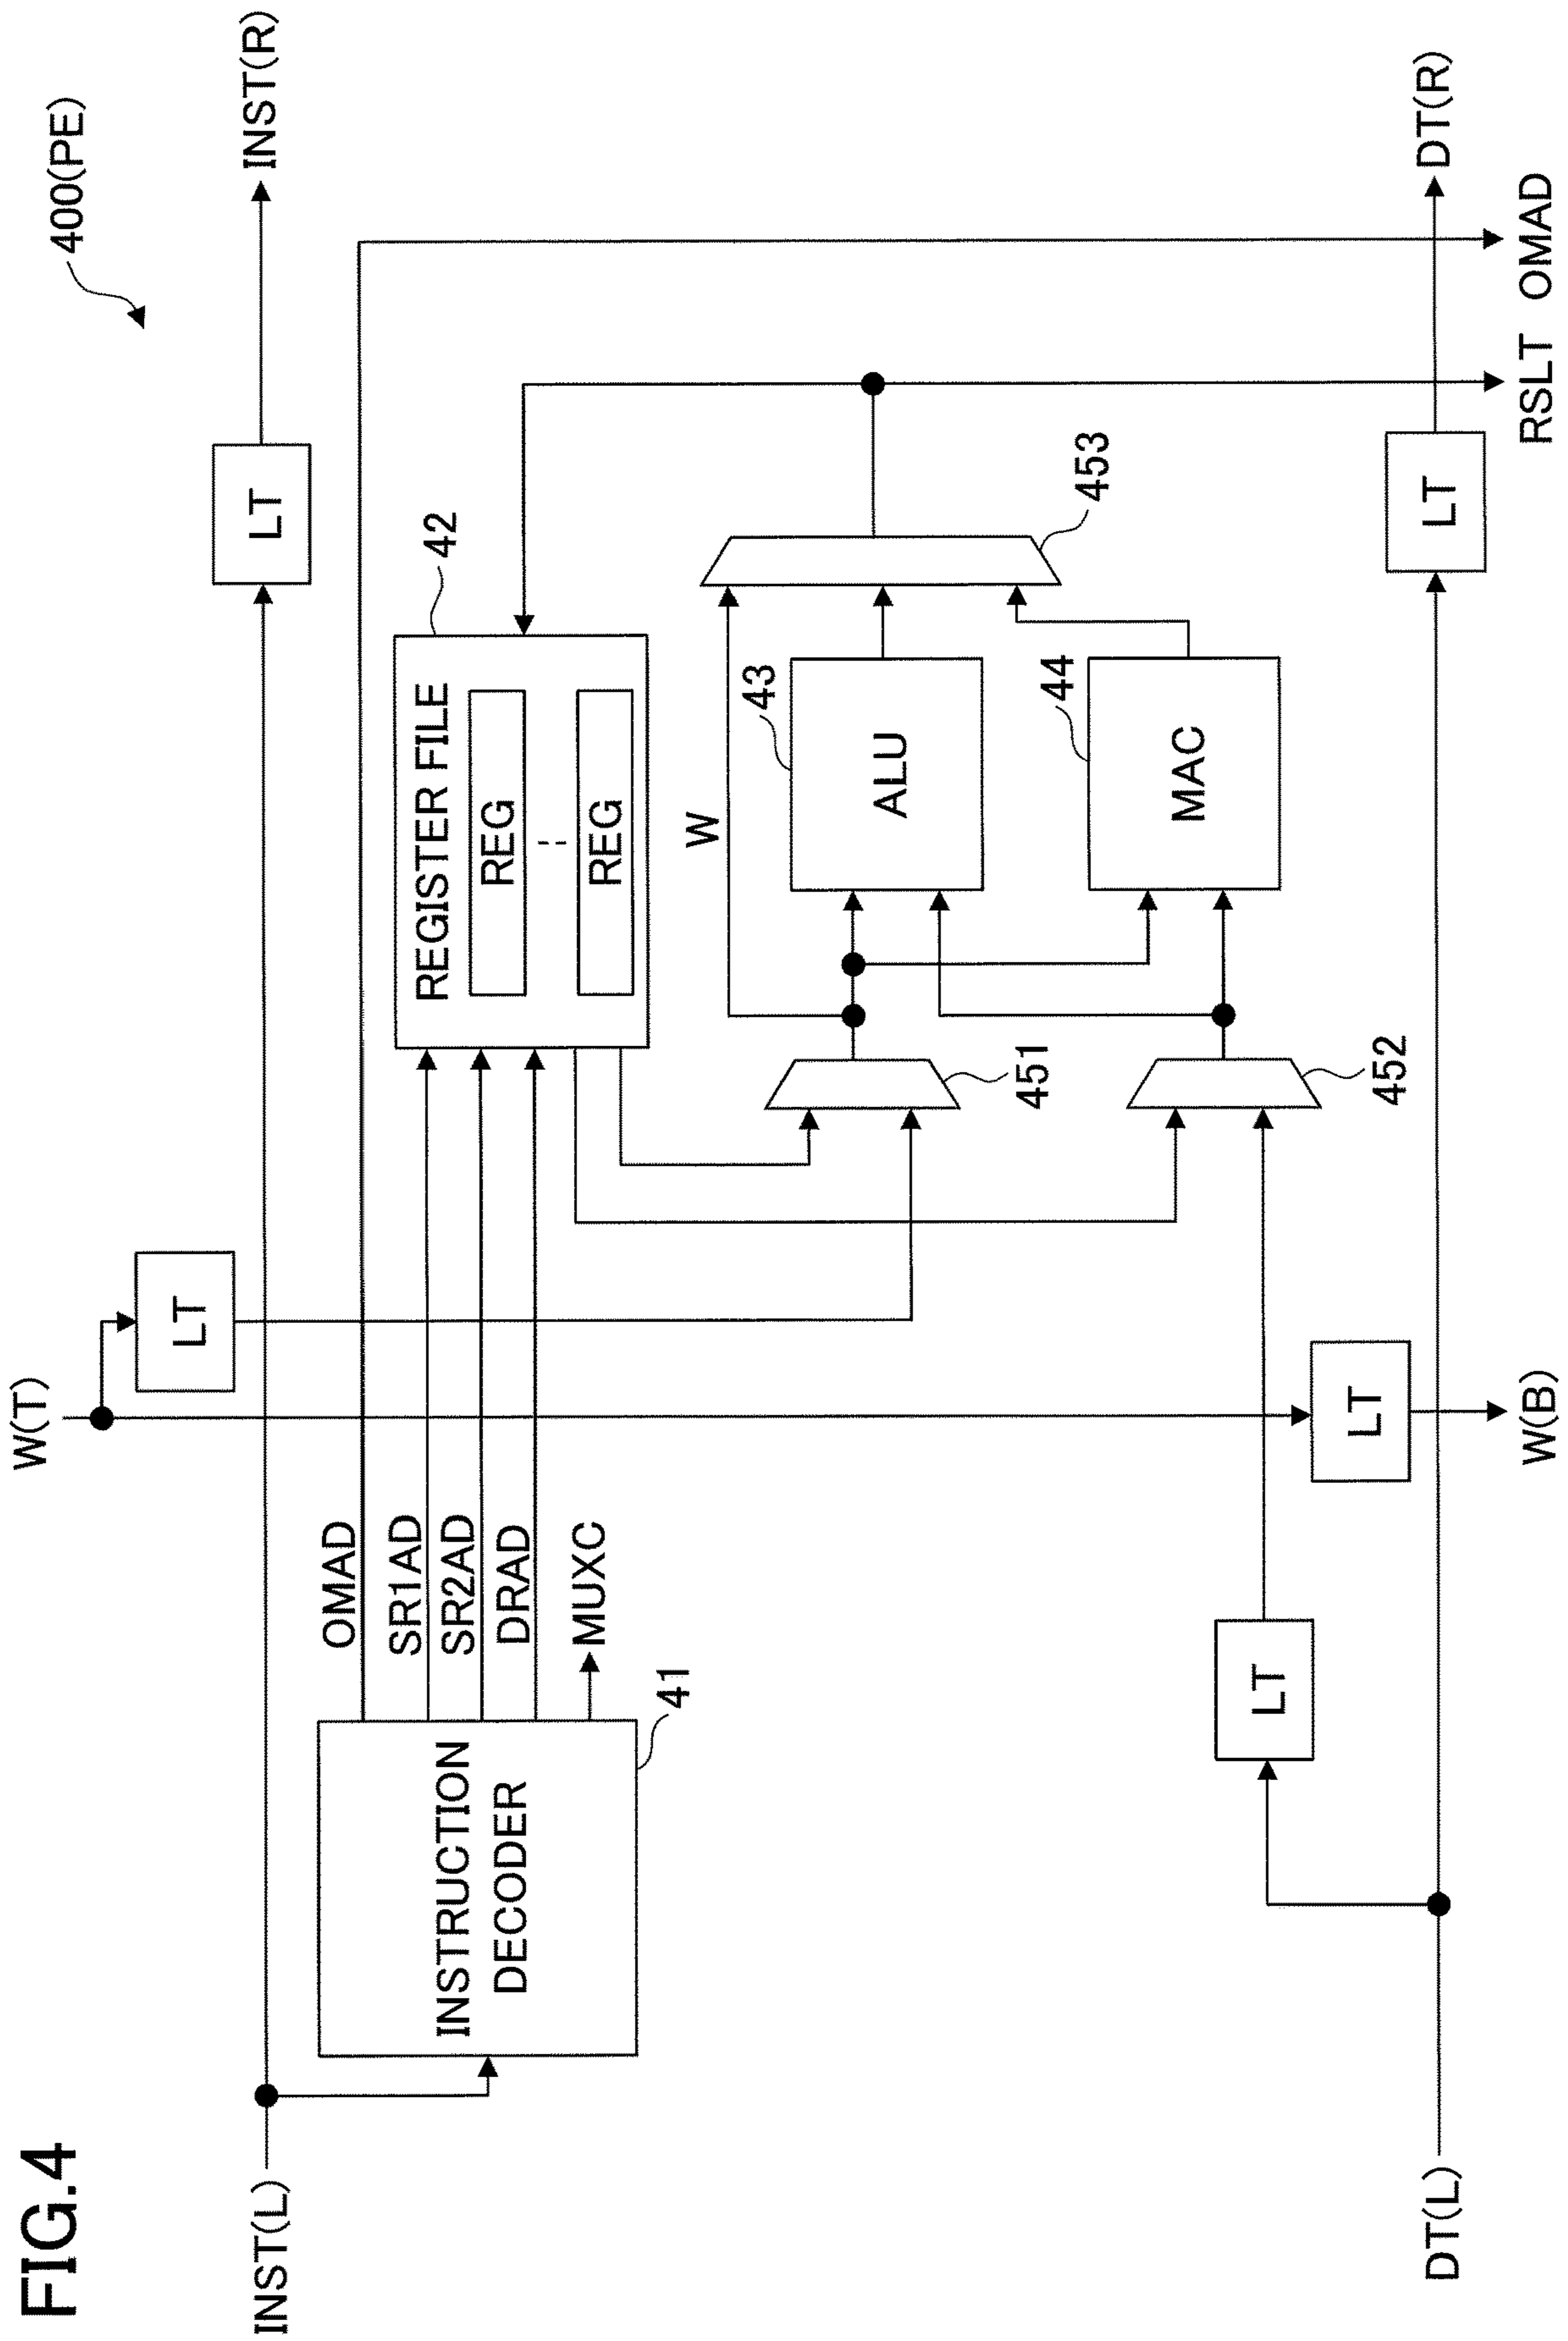 FIG.4
400(PE)
W(T)
INST(L)
LT
LT
INST(R)
OMAD
SR1AD
SR2AD
DRAD
MUXC
INSTRUCTION
DECODER
41
REGISTER FILE
REG
REG
42
W
451
ALU
43
453
452
MAC
44
LT
LT
LT
DT(L)
DT(R)
W(B)
RSLT
OMAD